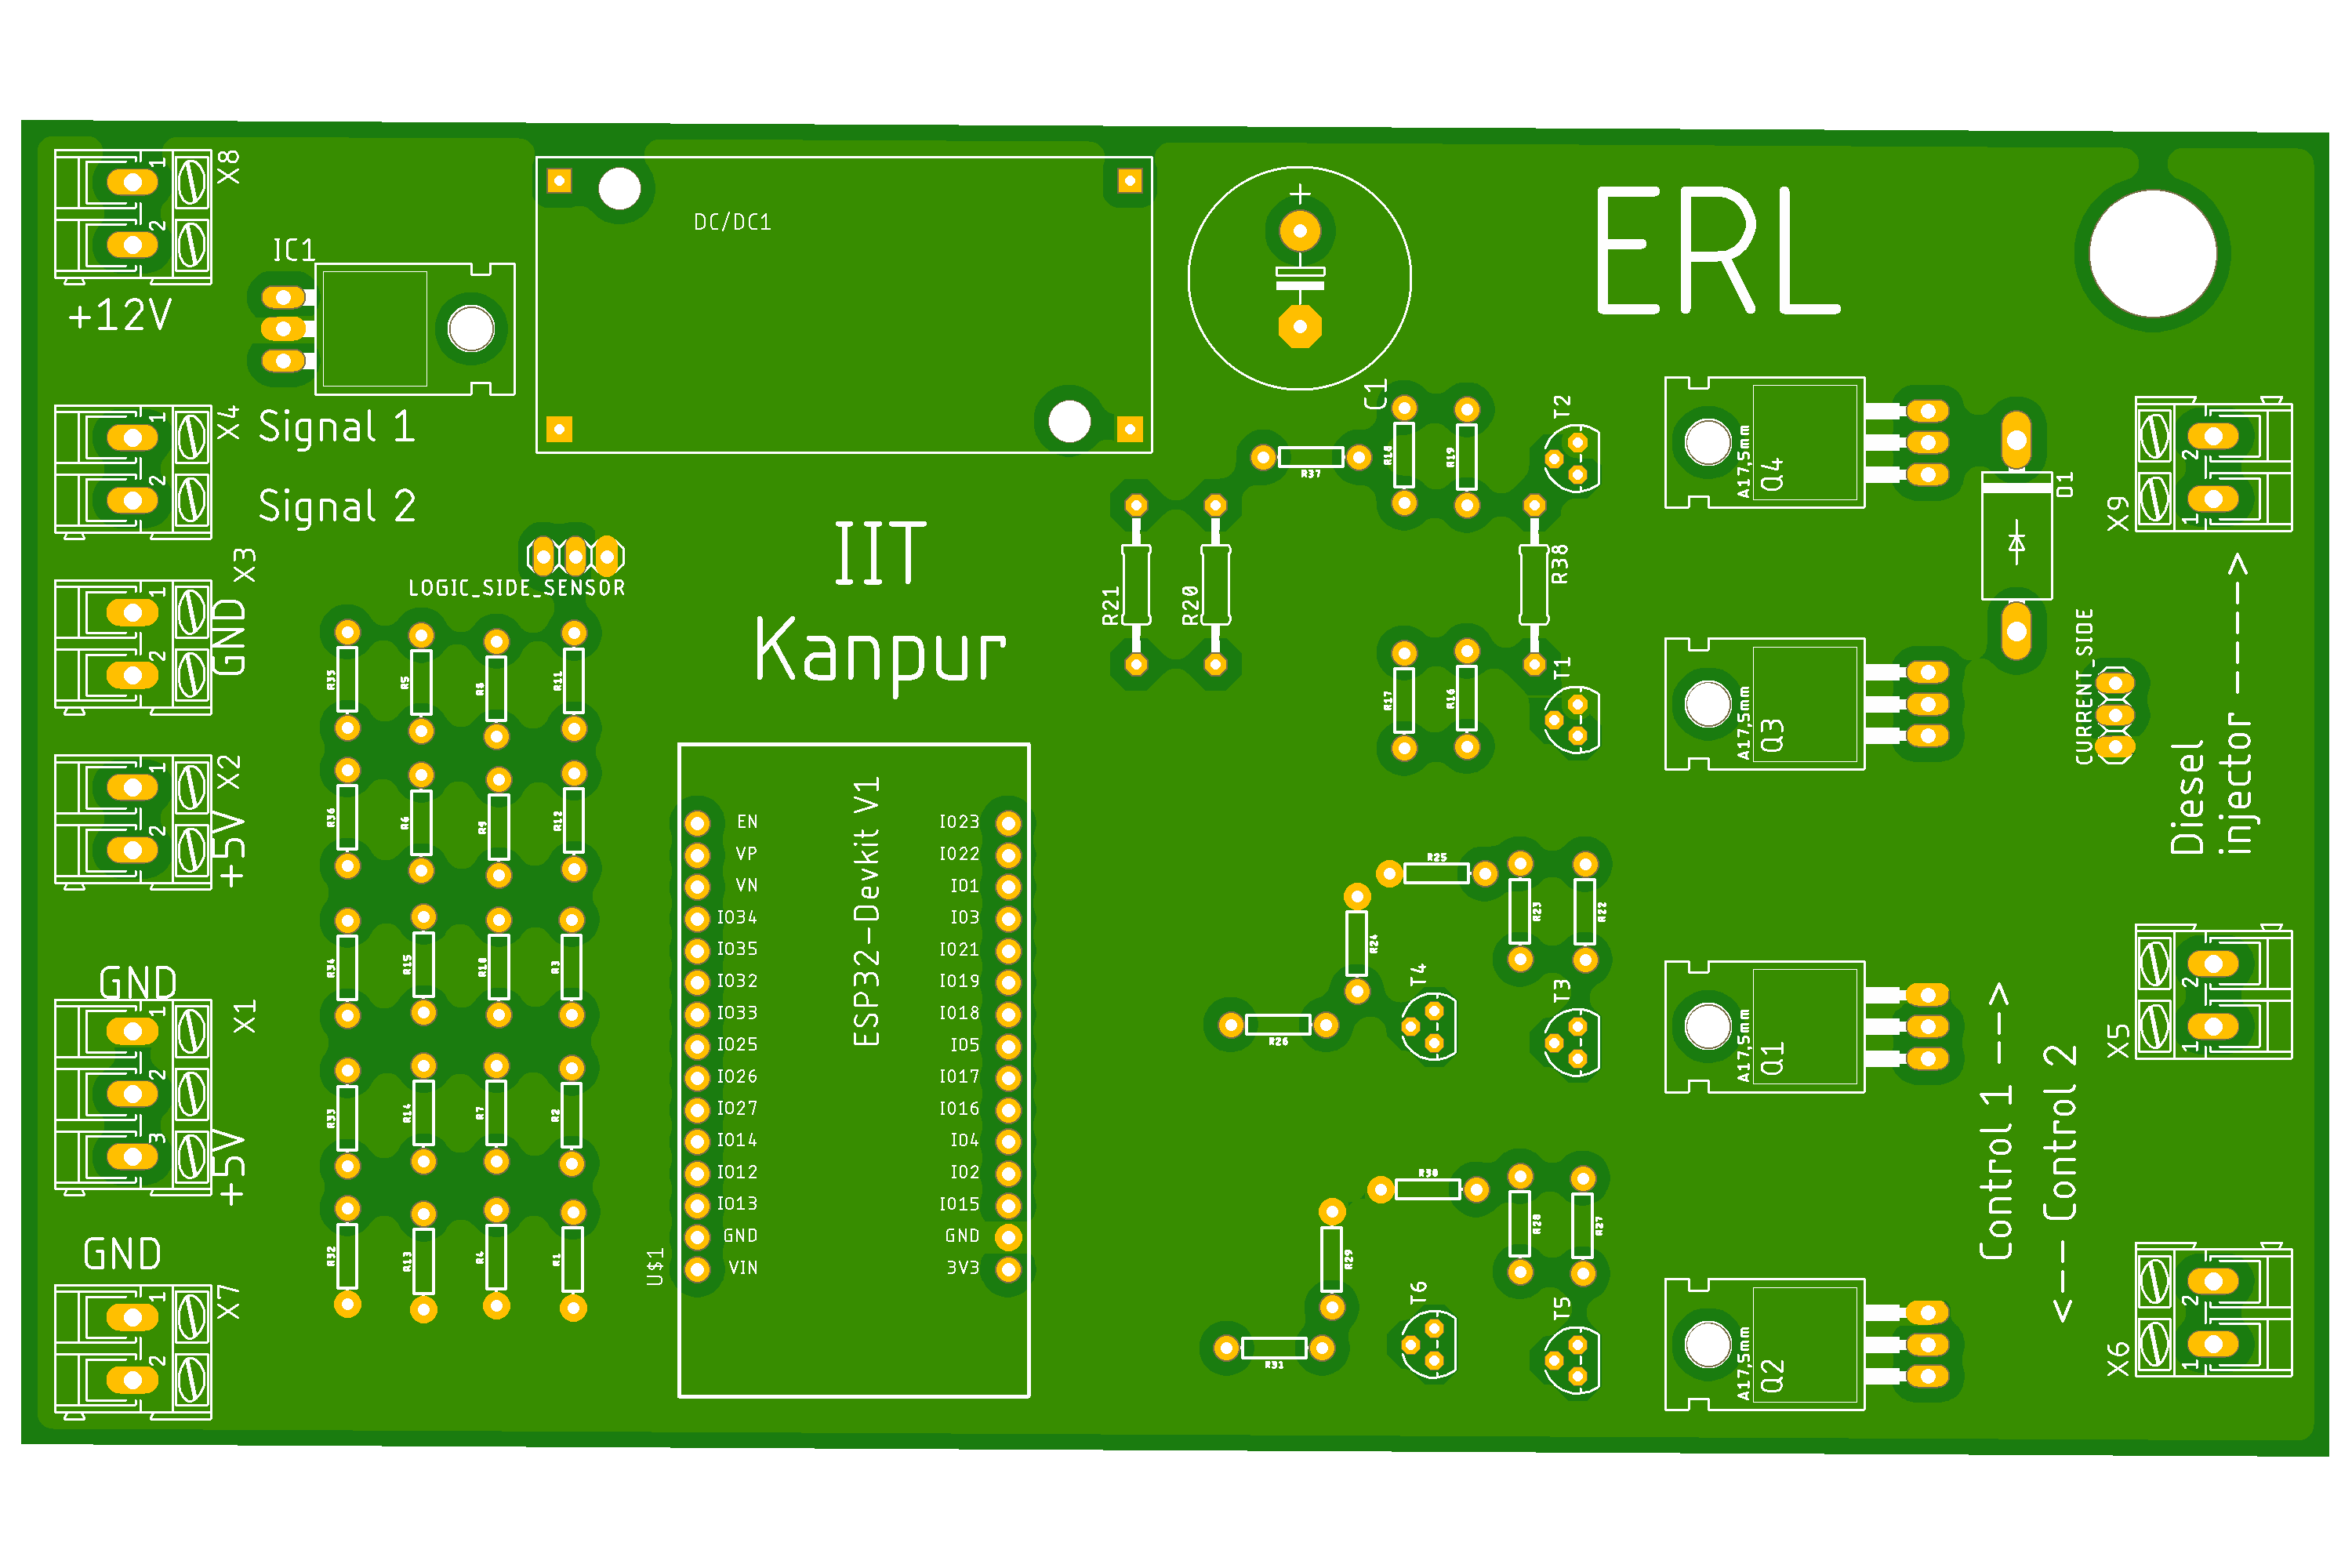 1
2
X8
+12V
IC1
DC/DC1
+
C1
ERL
1
2
X4
Signal 1
Signal 2
X3
GND
1
2
LOGIC_SIDE_SENSOR
IIT
Kanpur
R37
R18
R19
T2
R21
R20
R38
R17
R16
T1
A17,5mm
Q4
A17,5mm
Q3
D1
X9
2
1
CURRENT_SIDE
Diesel
injector ----->
1
2
X2
+5V
R35
R5
R8
R11
R36
R6
R9
R12
R34
R15
R10
R3
R33
R14
R7
R2
R32
R13
R4
R1
GND
X1
1
2
3
+5V
GND
1
2
X7
U$1
ESP32-Devkit V1
EN IO23
VP IO22
VN IO1
IO34 IO3
IO35 IO21
IO32 IO19
IO33 IO18
IO25 IO5
IO26 IO17
IO27 IO16
IO14 IO4
IO12 IO2
IO13 IO15
GND GND
VIN 3V3
R25
R24
R26
R23
R22
T4
T3
A17,5mm
Q1
R30
R29
R31
R28
R27
T6
T5
A17,5mm
Q2
Control 1 --->
<--- Control 2
X5
2
1
X6
2
1